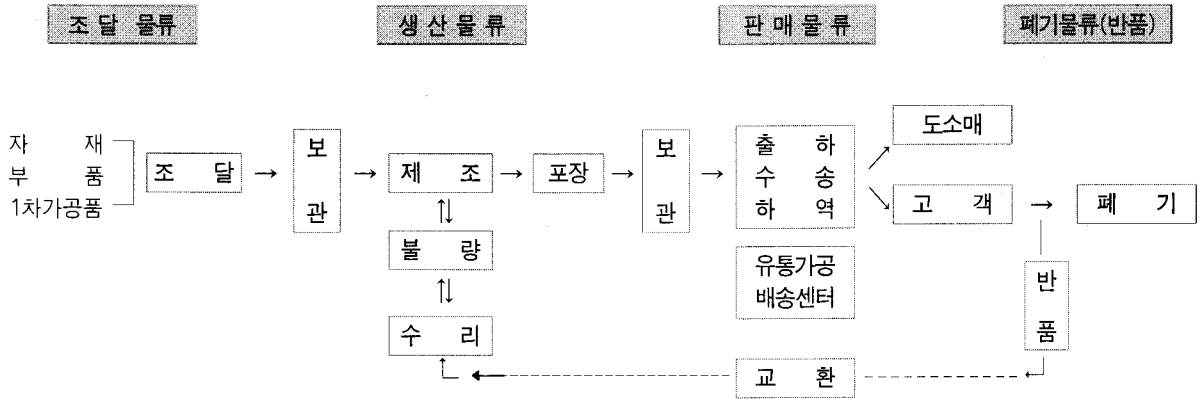 조달 물류
생산물류
판매물류
폐기물류(반품)
자 재
부 품
1차가공품
조 달
보
관
제 조
불 량
수 리
포장
보
관
출 하
수 송
하 역
유통가공
배송센터
도소매
고 객
폐 기
반
품
교 환